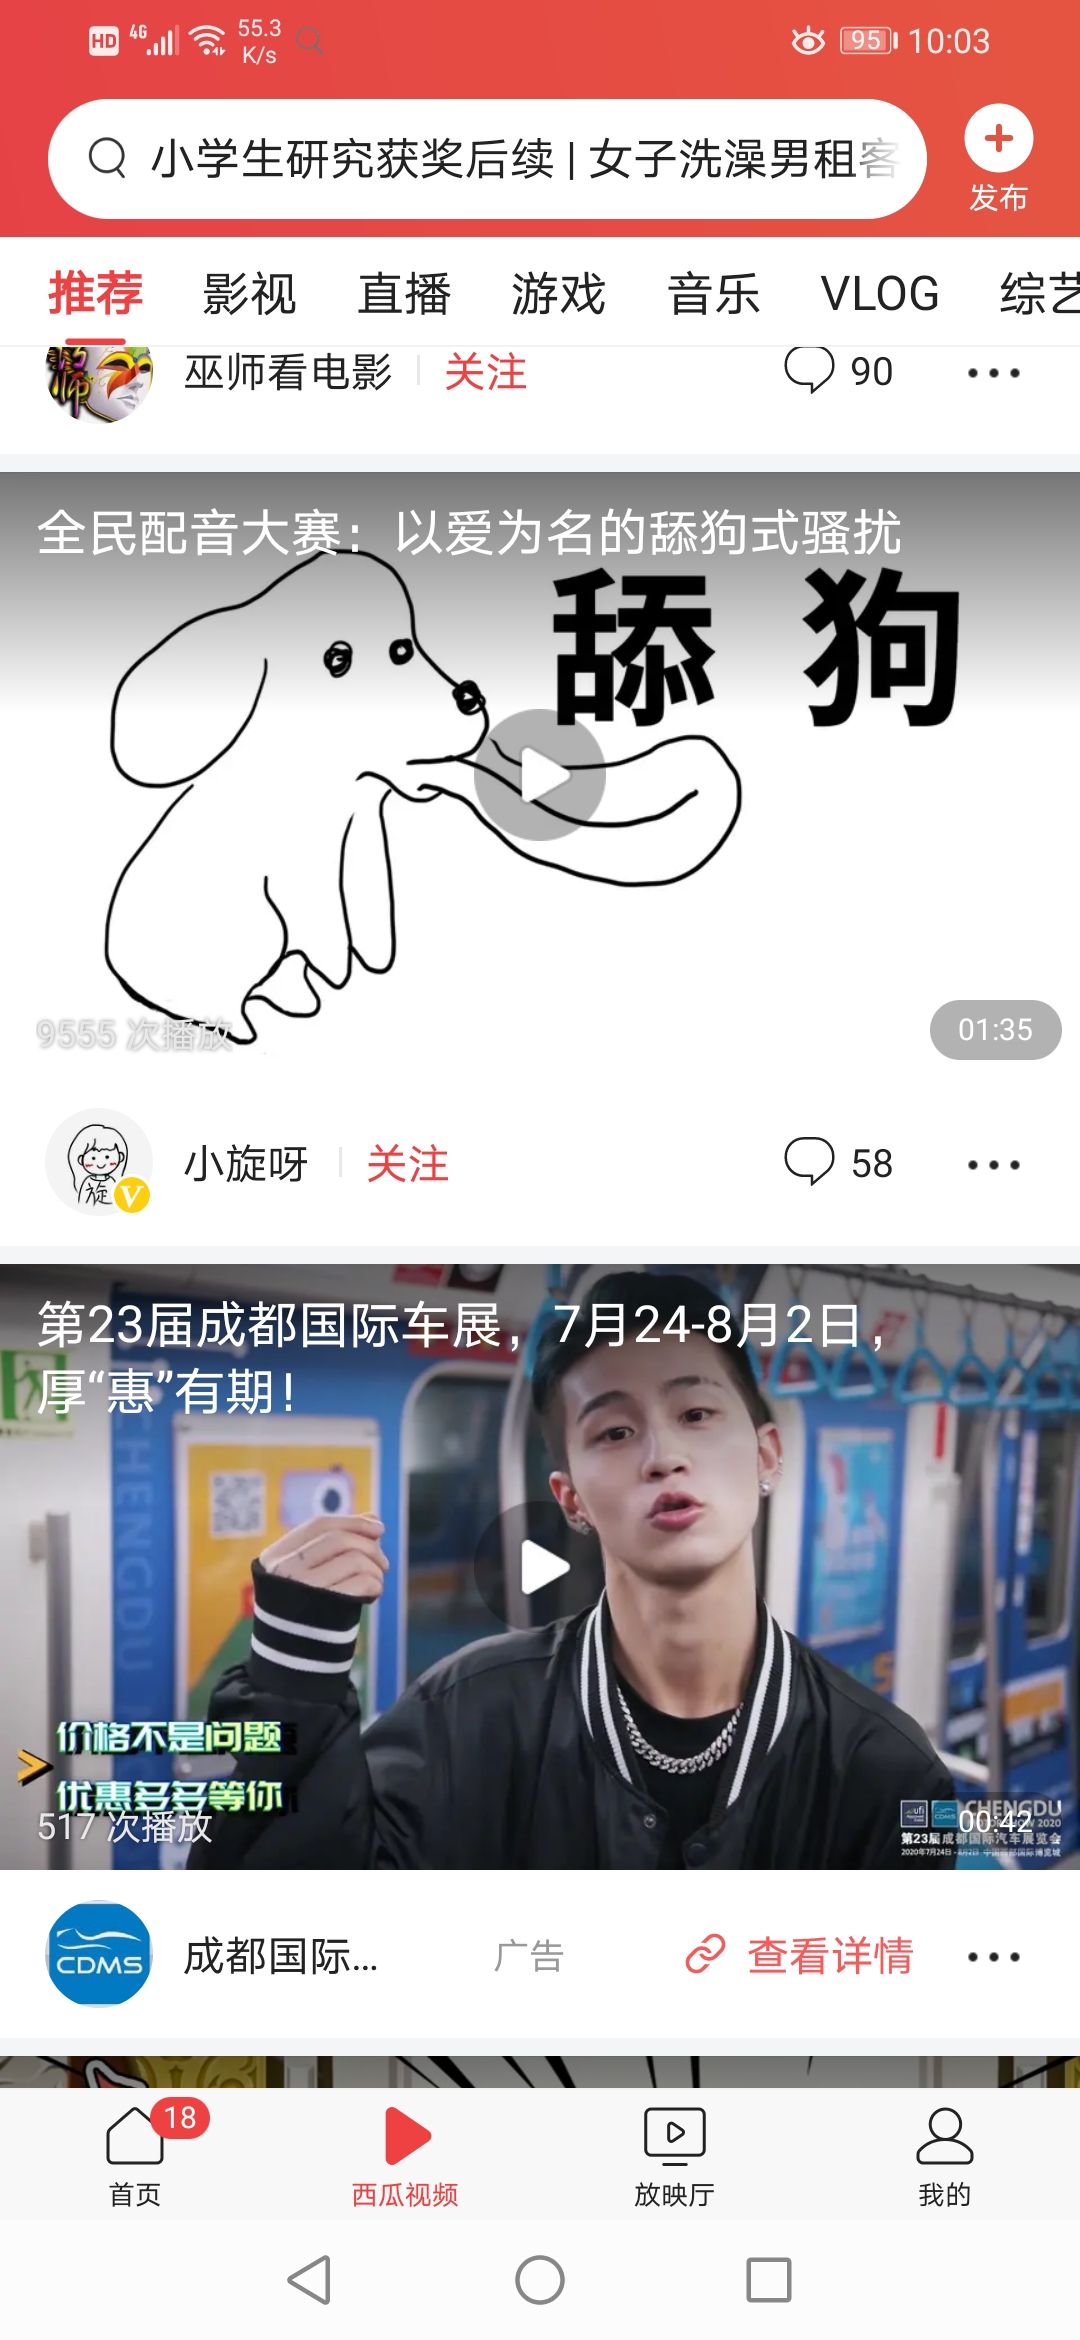 HD 4G 55.3 K/s 95 10:03
小学生研究获奖后续 | 女子洗澡男租客
发布
推荐 影视 直播 游戏 音乐 VLOG 综艺
巫师看电影 关注 90
全民配音大赛：以爱为名的舔狗式骚扰
舔狗
9555 次播放 01:35
旋
小旋呀 关注 58
第23届成都国际车展，7月24-8月2日，
厚“惠”有期！
CHENGDU
价格不是问题
优惠多多等你
517 次播放 00:42
ufi CDMS CHENGDU
第23届成都国际汽车展览会
CDMS
成都国际... 广告 查看详情
18
首页 西瓜视频 放映厅 我的